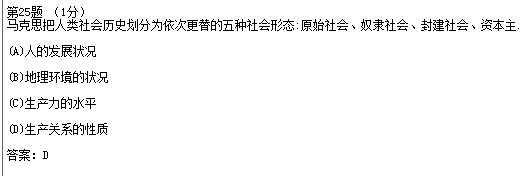 第25题 （1分）
马克思把人类社会历史划分为依次更替的五种社会形态:原始社会、奴隶社会、封建社会、资本主
(A)人的发展状况
(B)地理环境的状况
(C)生产力的水平
(D)生产关系的性质
答案：D